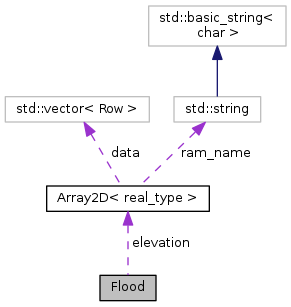 std::basic_string<
char >
std::vector< Row >
std::string
data
ram_name
Array2D< real_type >
elevation
Flood